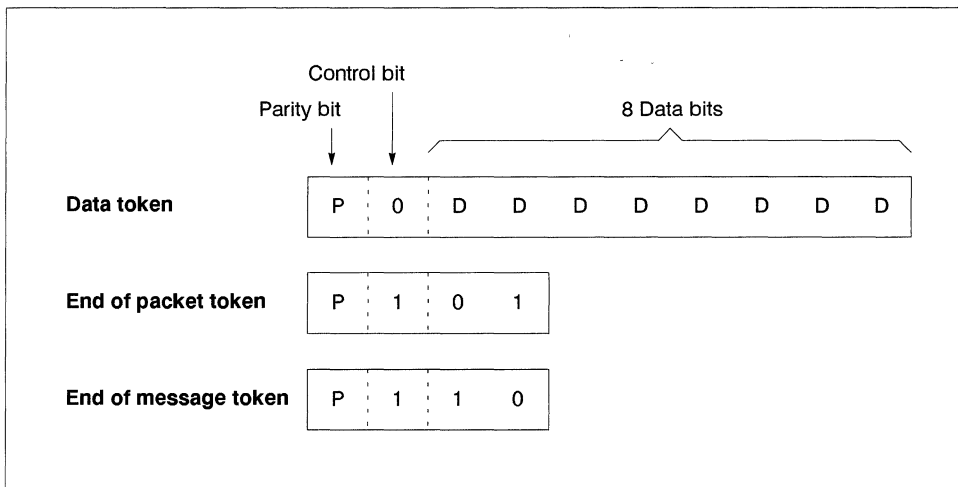 Control bit
Parity bit
8 Data bits
Data token P 0 D D D D D D D D
End of packet token P 1 0 1
End of message token P 1 1 0